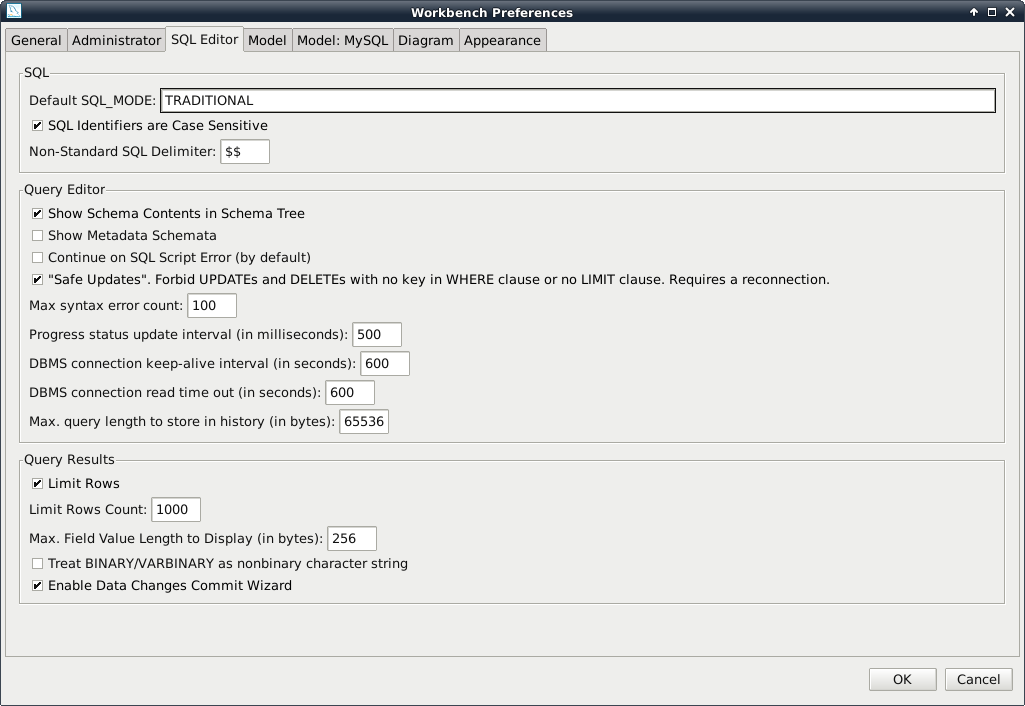 Workbench Preferences
General Administrator SQL Editor Model Model: MySQL Diagram Appearance
SQL
Default SQL_MODE: TRADITIONAL
SQL Identifiers are Case Sensitive
Non-Standard SQL Delimiter: $$
Query Editor
Show Schema Contents in Schema Tree
Show Metadata Schemata
Continue on SQL Script Error (by default)
"Safe Updates". Forbid UPDATEs and DELETEs with no key in WHERE clause or no LIMIT clause. Requires a reconnection.
Max syntax error count: 100
Progress status update interval (in milliseconds): 500
DBMS connection keep-alive interval (in seconds): 600
DBMS connection read time out (in seconds): 600
Max. query length to store in history (in bytes): 65536
Query Results
Limit Rows
Limit Rows Count: 1000
Max. Field Value Length to Display (in bytes): 256
Treat BINARY/VARBINARY as nonbinary character string
Enable Data Changes Commit Wizard
OK Cancel